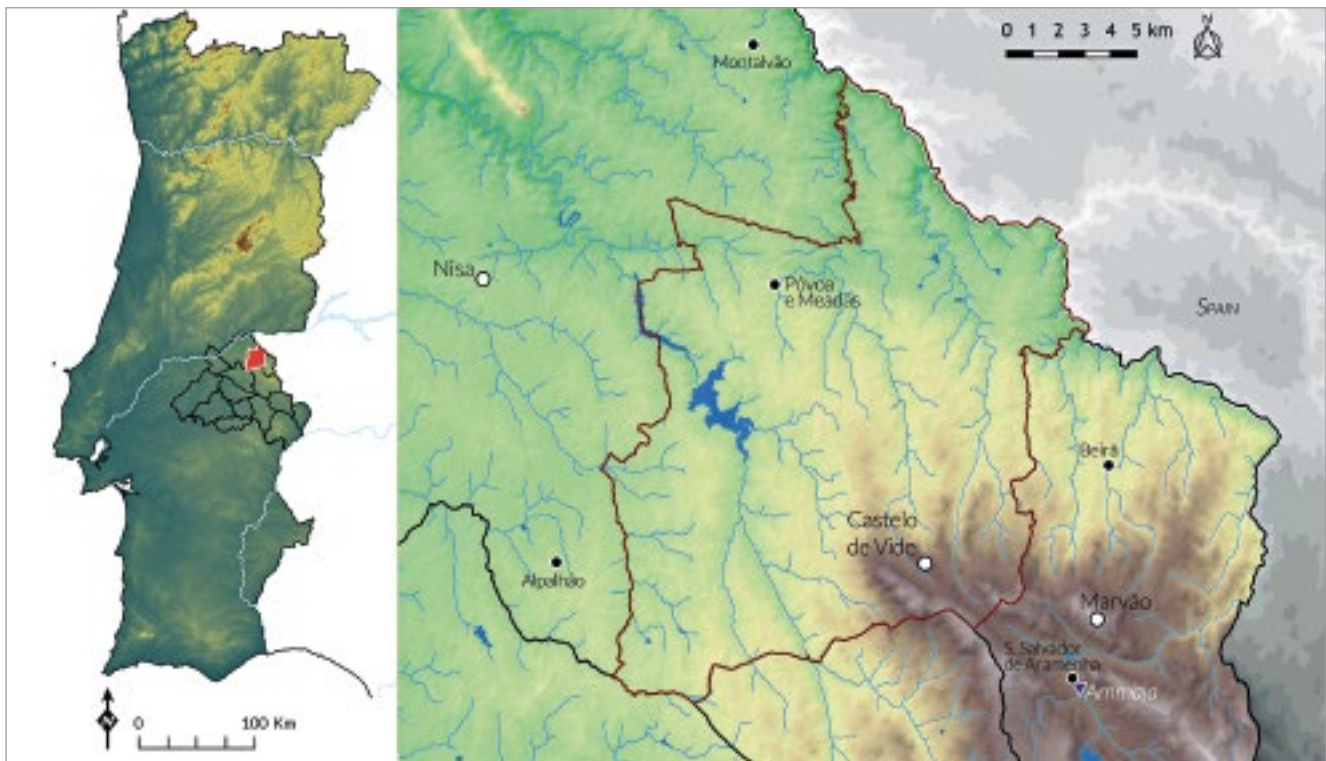 0 100 Km
N
0 1 2 3 4 5 km
N
Montalvão
Nisa
Póvoa
e Meadas
SPAIN
Beirã
Castelo
de Vide
Alpalhão
Marvão
S. Salvador
de Aramenha
Ammaia